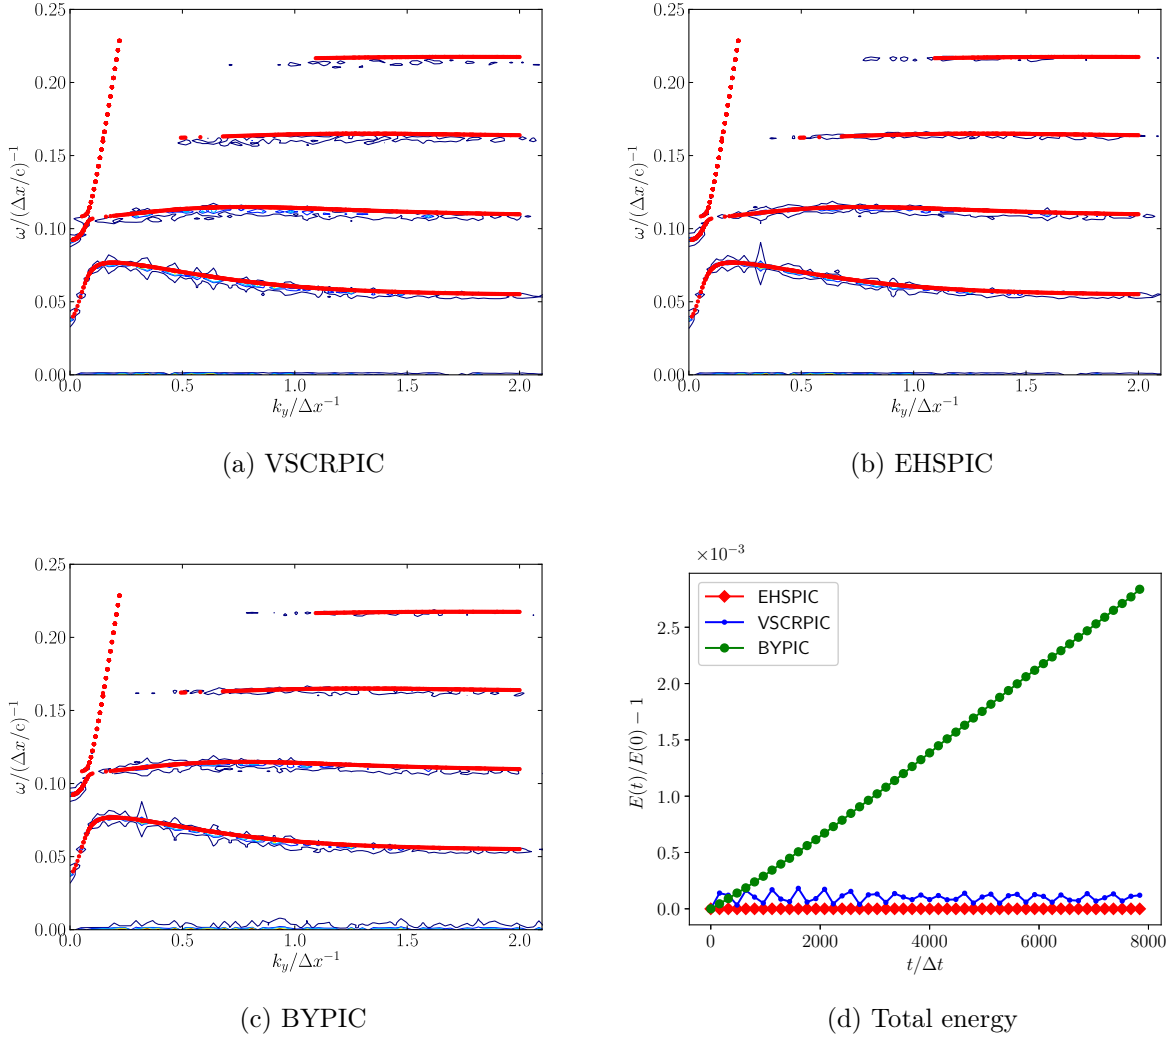 0.25
0.20
0.15
0.10
0.05
0.00
ω/(Δx/c)⁻¹
0.0 0.5 1.0 1.5 2.0
k_y/Δx⁻¹
(a) VSCRPIC
0.25
0.20
0.15
0.10
0.05
0.00
ω/(Δx/c)⁻¹
0.0 0.5 1.0 1.5 2.0
k_y/Δx⁻¹
(b) EHSPIC
0.25
0.20
0.15
0.10
0.05
0.00
ω/(Δx/c)⁻¹
0.0 0.5 1.0 1.5 2.0
k_y/Δx⁻¹
(c) BYPIC
×10⁻³
EHSPIC
VSCRPIC
BYPIC
2.5
2.0
1.5
1.0
0.5
0.0
E(t)/E(0) − 1
0 2000 4000 6000 8000
t/Δt
(d) Total energy